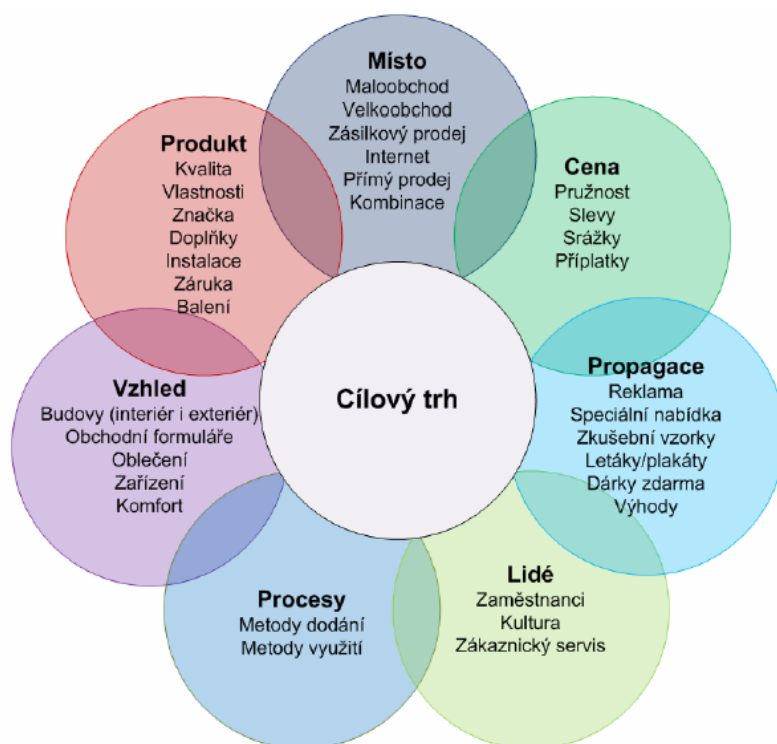 Místo
Maloobchod
Velkoobchod
Zásilkový prodej
Internet
Přímý prodej
Kombinace
Produkt
Kvalita
Vlastnosti
Značka
Doplňky
Instalace
Záruka
Balení
Cena
Pružnost
Slevy
Srážky
Příplatky
Cílový trh
Vzhled
Budovy (interiér i exteriér)
Obchodní formuláře
Oblečení
Zařízení
Komfort
Propagace
Reklama
Speciální nabídka
Zkušební vzorky
Letáky/plakáty
Dárky zdarma
Výhody
Procesy
Metody dodání
Metody využití
Lidé
Zaměstnanci
Kultura
Zákaznický servis